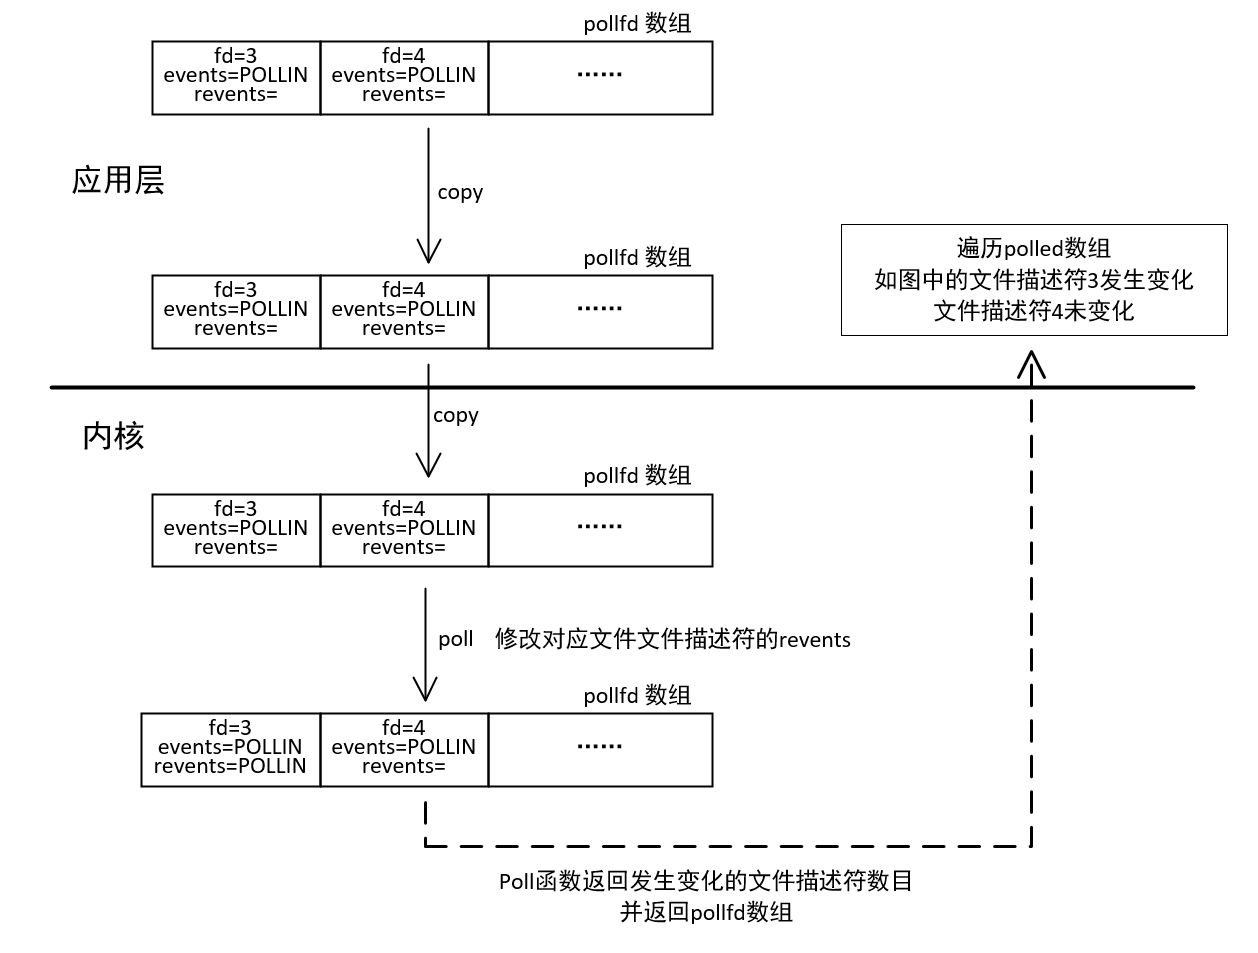 pollfd 数组
fd=3
events=POLLIN
revents=
fd=4
events=POLLIN
revents=
······
应用层
copy
pollfd 数组
fd=3
events=POLLIN
revents=
fd=4
events=POLLIN
revents=
······
遍历polled数组
如图中的文件描述符3发生变化
文件描述符4未变化
内核
copy
pollfd 数组
fd=3
events=POLLIN
revents=
fd=4
events=POLLIN
revents=
······
poll 修改对应文件文件描述符的revents
pollfd 数组
fd=3
events=POLLIN
revents=POLLIN
fd=4
events=POLLIN
revents=
······
Poll函数返回发生变化的文件描述符数目
并返回pollfd数组